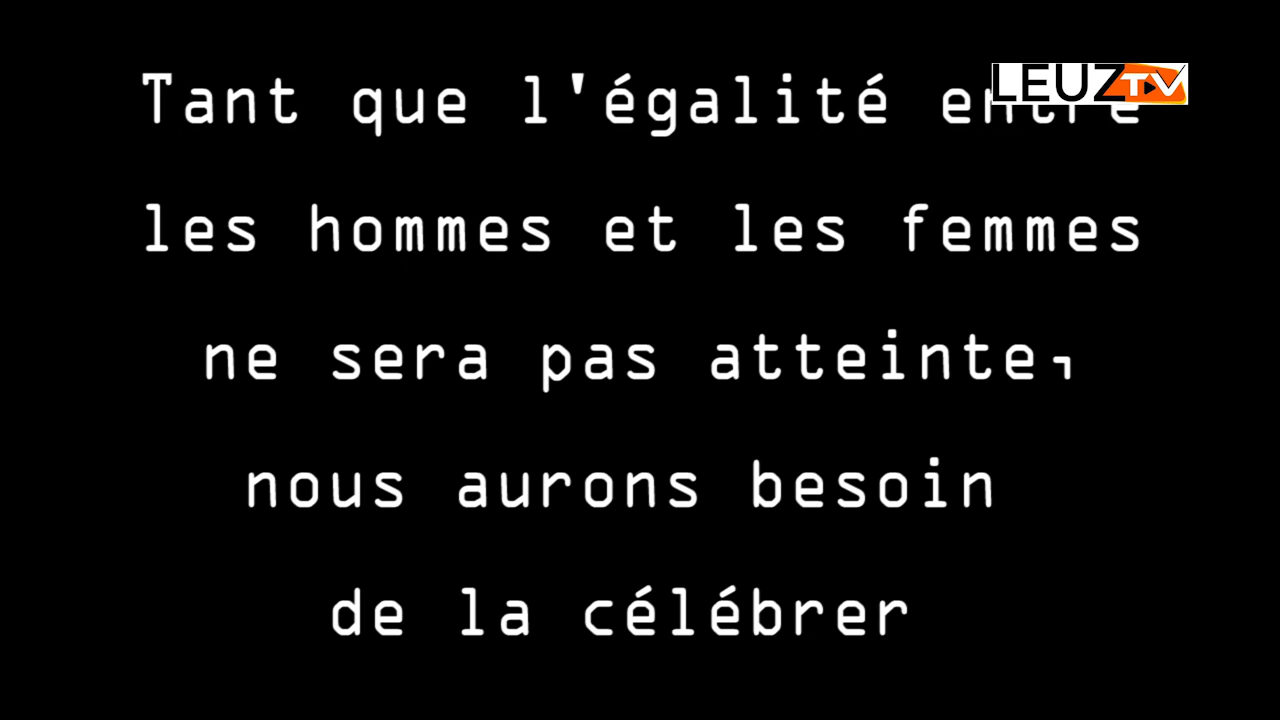 Tant que l'égalité entre
LEUZ TV
les hommes et les femmes
ne sera pas atteinte,
nous aurons besoin
de la célébrer